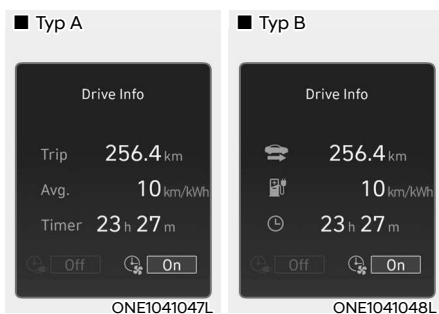 ■ Typ A
Drive Info
Trip 256.4 km
Avg. 10 km/kWh
Timer 23 h 27 m
Off On
ONE1041047L
■ Typ B
Drive Info
256.4 km
10 km/kWh
23 h 27 m
Off On
ONE1041048L